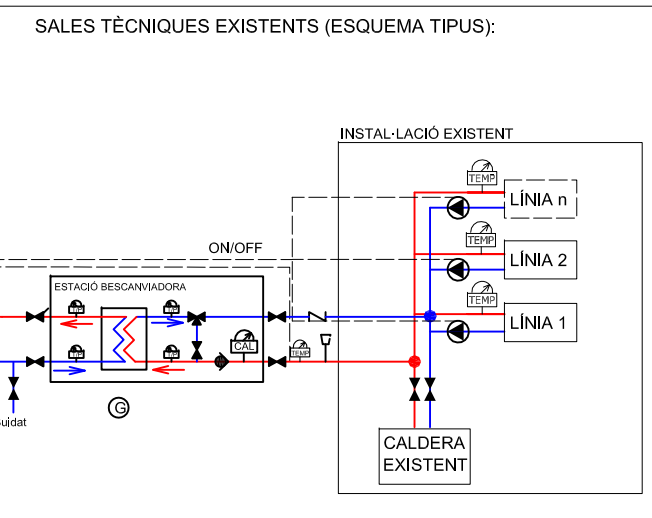 SALES TÈCNIQUES EXISTENTS (ESQUEMA TIPUS):
INSTAL·LACIÓ EXISTENT
TEMP
LÍNIA n
ON/OFF
TEMP
LÍNIA 2
ESTACIÓ BESCANVIADORA
TEMP
T/P
T/P
LÍNIA 1
CAL
TEMP
T/P
T/P
G
CALDERA
EXISTENT